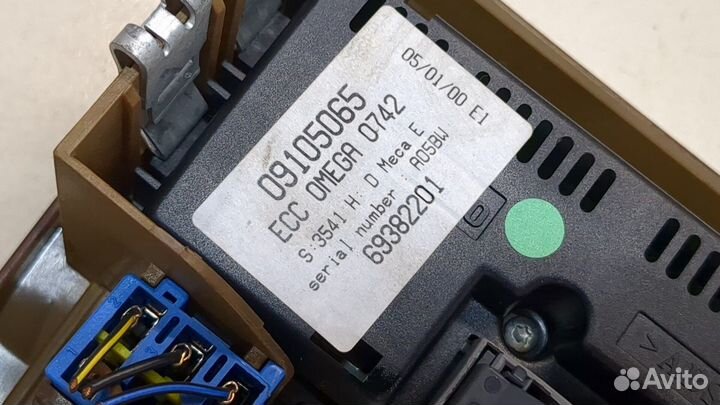 05/01/00 E1
09105065
ECC OMEGA 0742
S:3541 H: D Meca E
serial number : A05BW
69382201
Avito